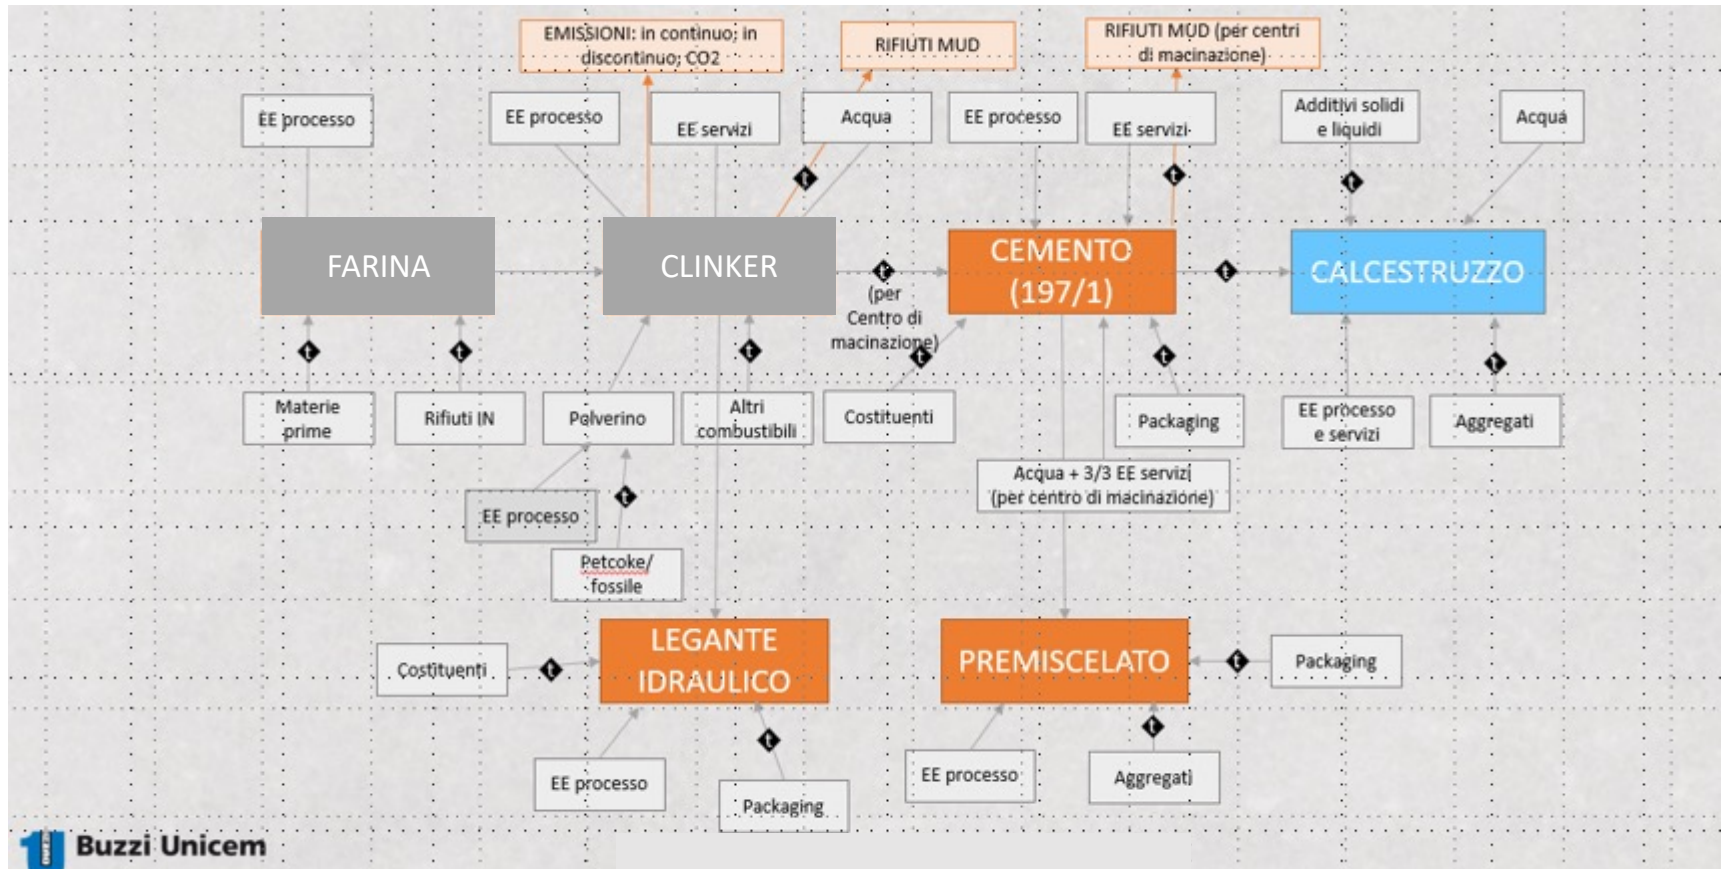 EMISSIONI: in continuo; in
discontinuo; CO2
RIFIUTI MUD
RIFIUTI MUD (per centri
di macinazione)
EE processo
EE processo
EE servizi
Acqua
EE processo
EE servizi
Additivi solidi
e liquidi
Acqua
t
t
t
FARINA
CLINKER
t
(per
Centro di
macinazione)
CEMENTO
(197/1)
t
CALCESTRUZZO
t
t
t
t
t
t
Materie
prime
Rifiuti IN
Polverino
Altri
combustibili
Costituenti
Packaging
EE processo
e servizi
Aggregati
Acqua + 3/3 EE servizi
(per centro di macinazione)
EE processo
t
Petcoke/
fossile
Costituenti
t
LEGANTE
IDRAULICO
PREMISCELATO
t
Packaging
t
t
EE processo
Packaging
EE processo
Aggregati
BUZZI
Buzzi Unicem